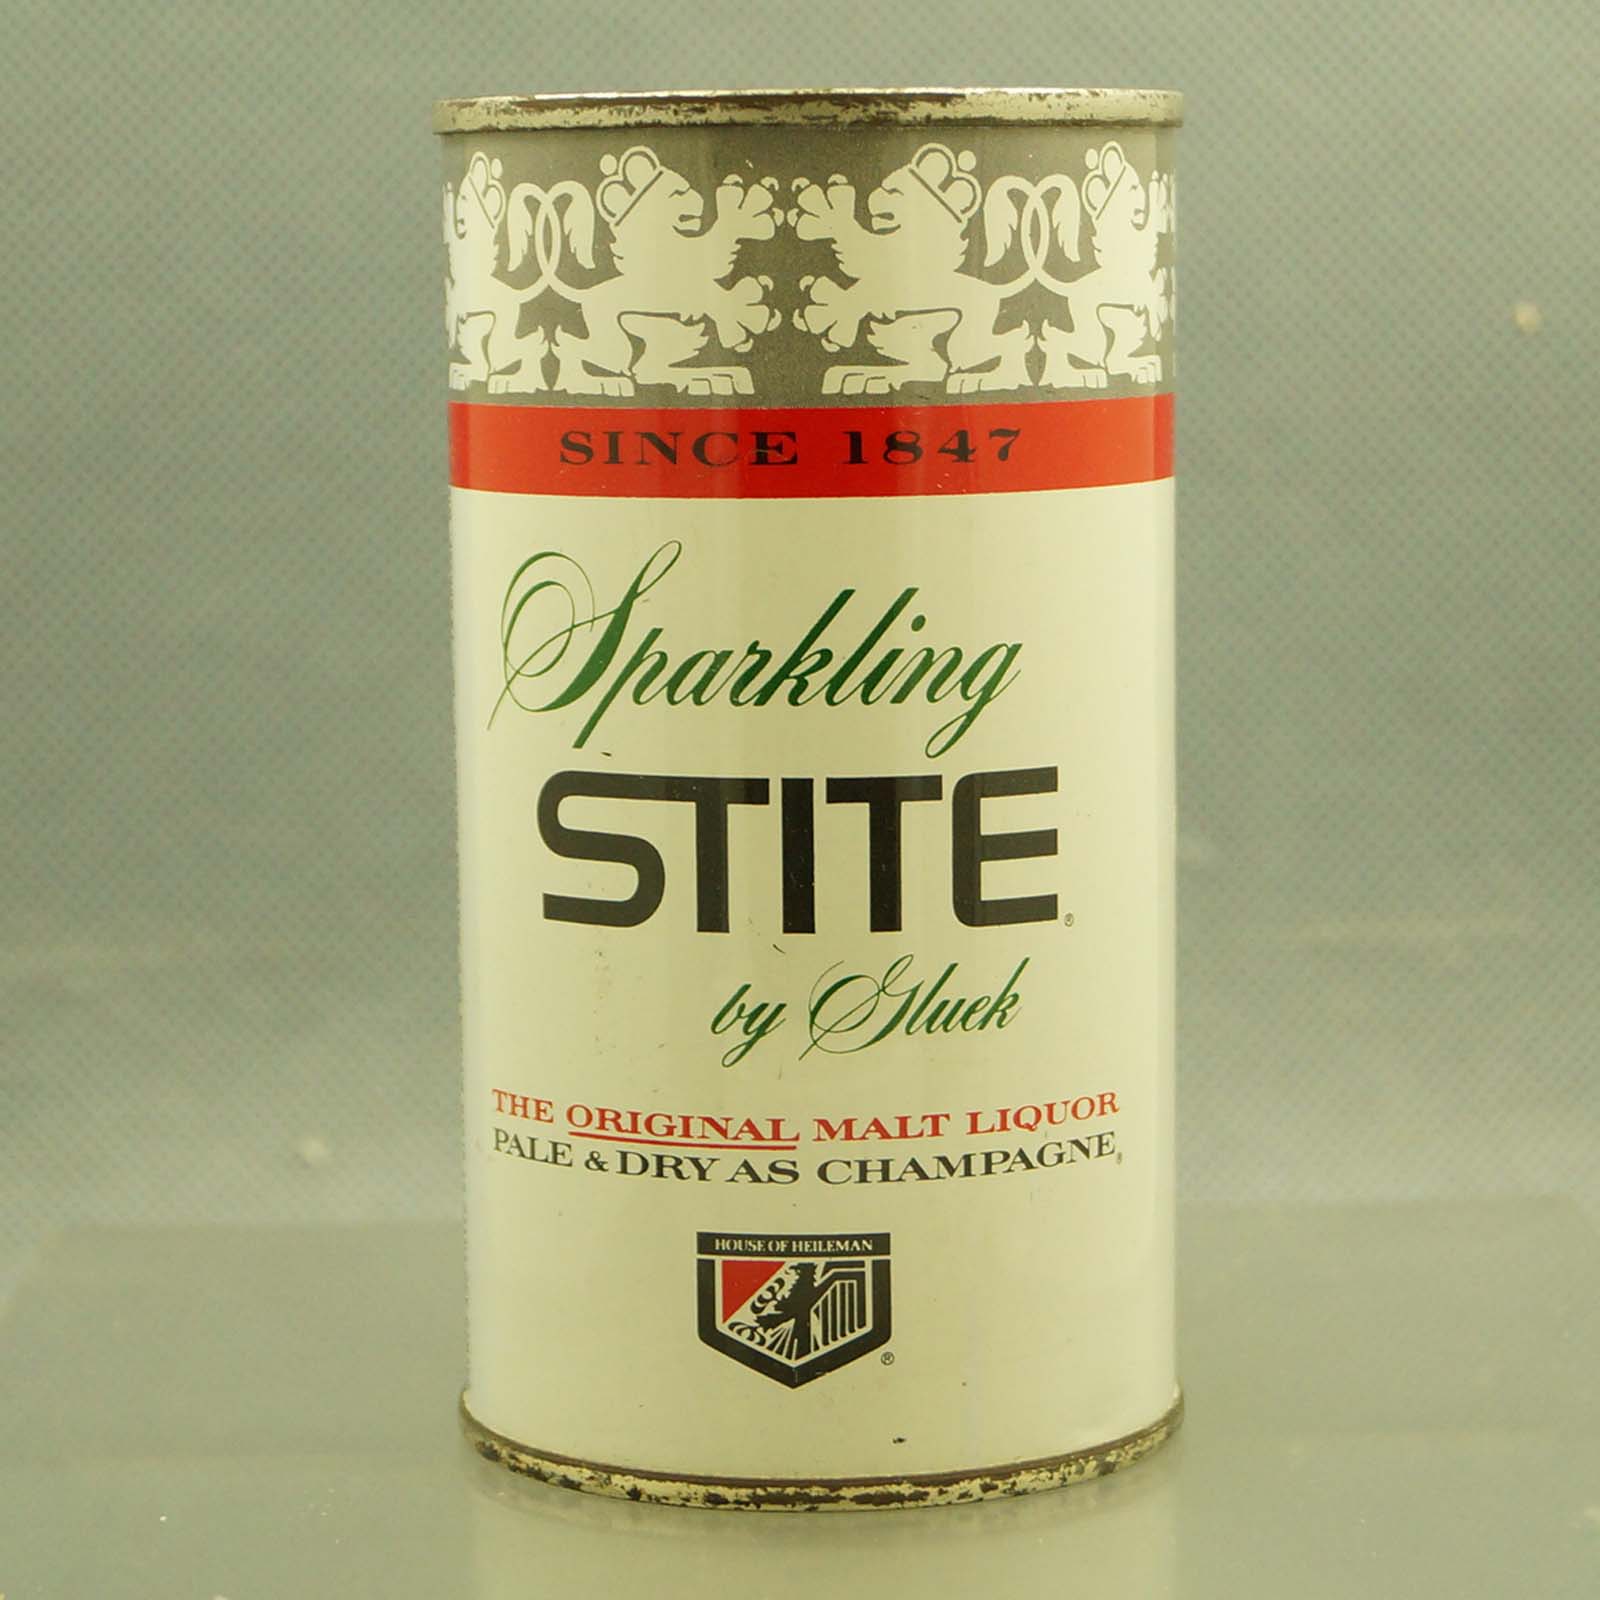 SINCE 1847
Sparkling
STITE®
by Gluek
THE ORIGINAL MALT LIQUOR
PALE & DRY AS CHAMPAGNE®
HOUSE OF HEILEMAN
®